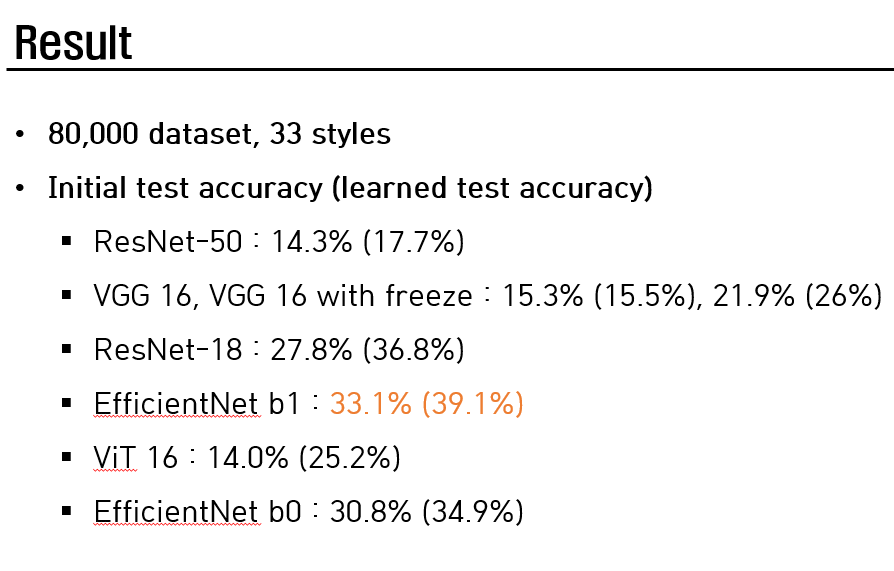 Result
• 80,000 dataset, 33 styles
• Initial test accuracy (learned test accuracy)
▪ ResNet-50 : 14.3% (17.7%)
▪ VGG 16, VGG 16 with freeze : 15.3% (15.5%), 21.9% (26%)
▪ ResNet-18 : 27.8% (36.8%)
▪ EfficientNet b1 : 33.1% (39.1%)
▪ ViT 16 : 14.0% (25.2%)
▪ EfficientNet b0 : 30.8% (34.9%)